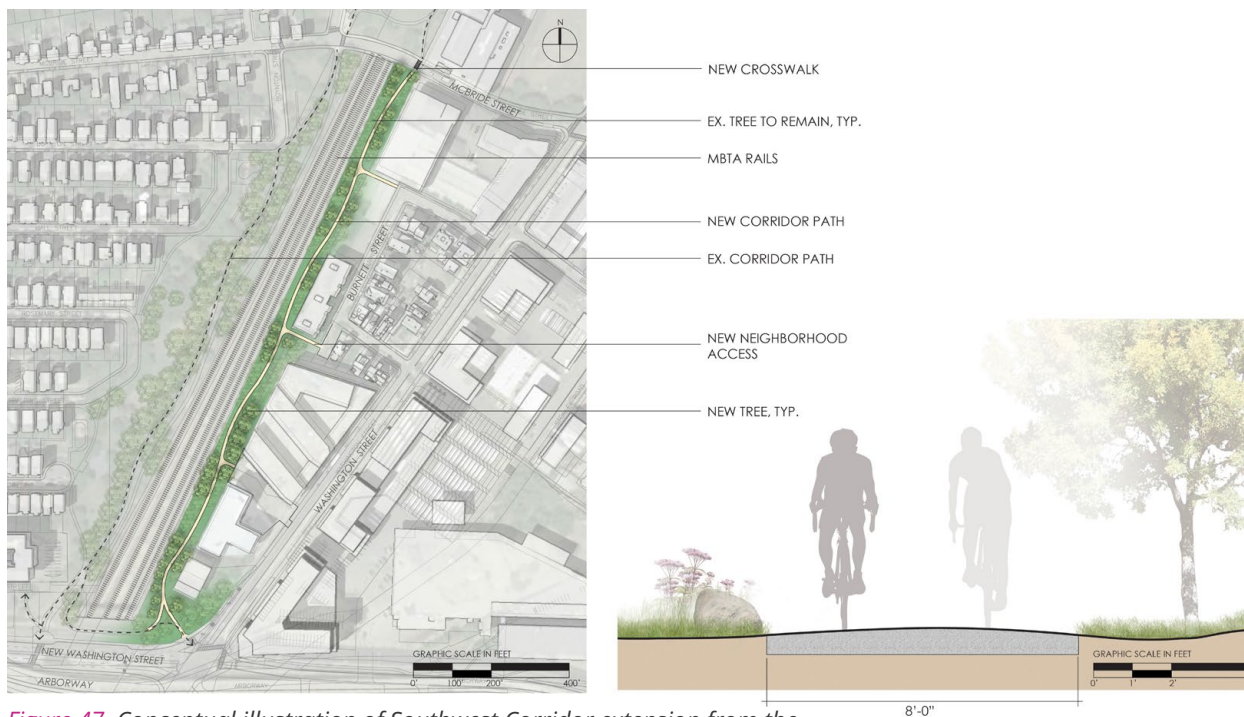 N
NEW CROSSWALK
MCBRIDE STREET
EX. TREE TO REMAIN, TYP.
MBTA RAILS
NEW CORRIDOR PATH
BURNETT STREET
EX. CORRIDOR PATH
NEW NEIGHBORHOOD
ACCESS
NEW TREE, TYP.
WASHINGTON STREET
NEW WASHINGTON STREET
ARBORWAY
ARBORWAY
GRAPHIC SCALE IN FEET
0' 100' 200' 400'
GRAPHIC SCALE IN FEET
0' 1' 2'
8'-0"
Figure 47. Conceptual illustration of Southwest Corridor extension from the